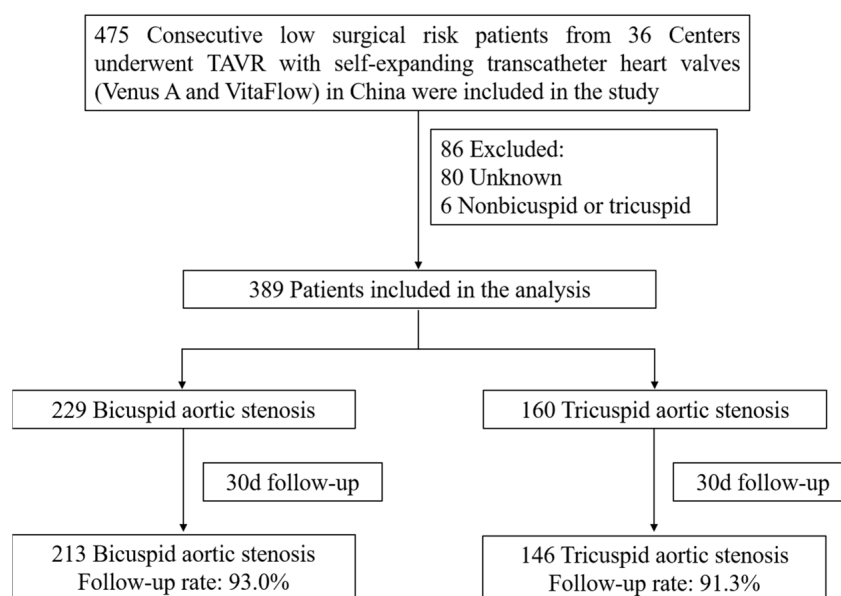 475 Consecutive low surgical risk patients from 36 Centers
underwent TAVR with self-expanding transcatheter heart valves
(Venus A and VitaFlow) in China were included in the study
86 Excluded:
80 Unknown
6 Nonbicuspid or tricuspid
389 Patients included in the analysis
229 Bicuspid aortic stenosis
160 Tricuspid aortic stenosis
30d follow-up
30d follow-up
213 Bicuspid aortic stenosis
Follow-up rate: 93.0%
146 Tricuspid aortic stenosis
Follow-up rate: 91.3%